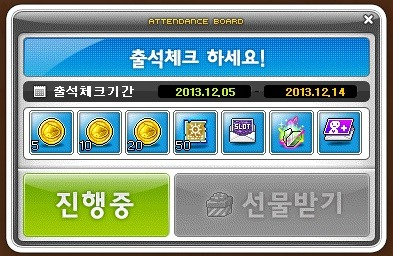 ATTENDANCE BOARD
출석체크 하세요!
출석체크기간 2013.12.05 - 2013.12.14
5 10 20 50 SLOT
진행중 선물받기